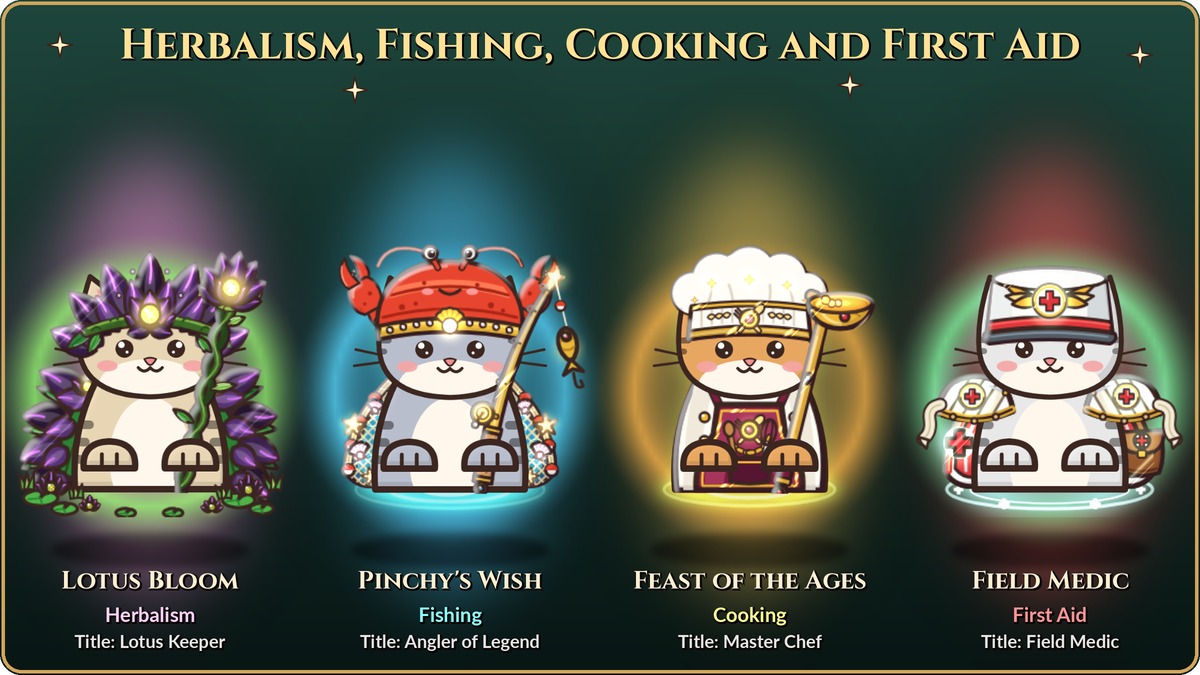 Herbalism, Fishing, Cooking and First Aid
Lotus Bloom
Herbalism
Title: Lotus Keeper
Pinchy's Wish
Fishing
Title: Angler of Legend
Feast of the Ages
Cooking
Title: Master Chef
Field Medic
First Aid
Title: Field Medic